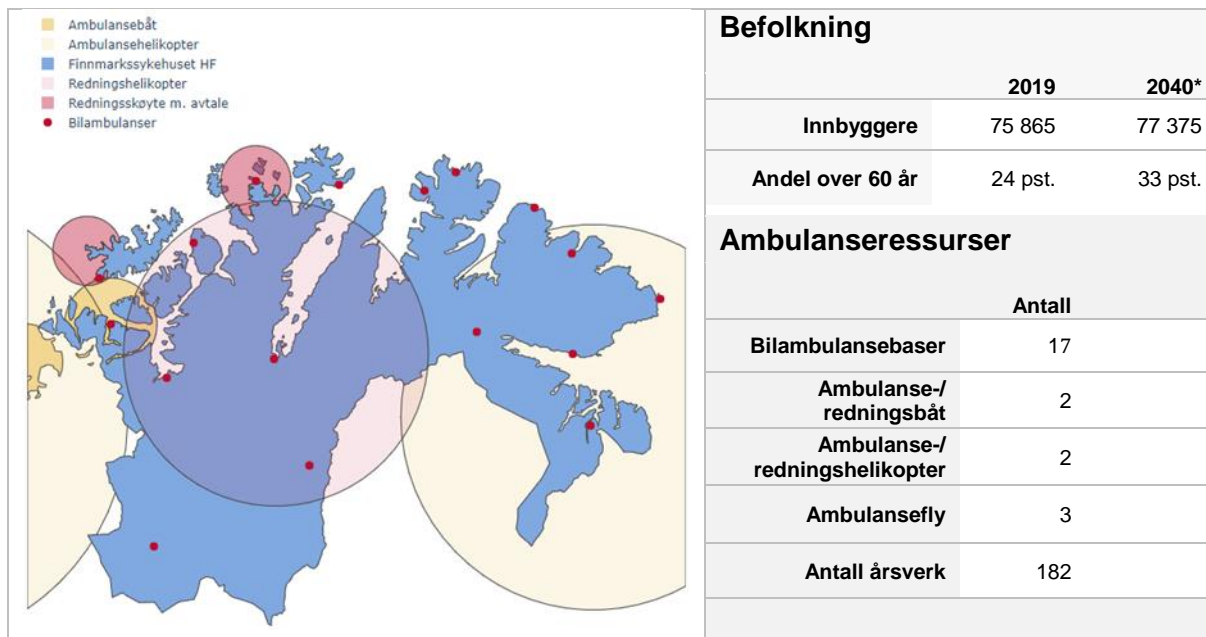 Ambulansebåt
Ambulansehelikopter
Finnmarkssykehuset HF
Redningshelikopter
Redningsskøyte m. avtale
Bilambulanser
Befolkning
2019 2040*
Innbyggere 75 865 77 375
Andel over 60 år 24 pst. 33 pst.
Ambulanseressurser
Antall
Bilambulansebaser 17
Ambulanse-/
redningsbåt 2
Ambulanse-/
redningshelikopter 2
Ambulansefly 3
Antall årsverk 182